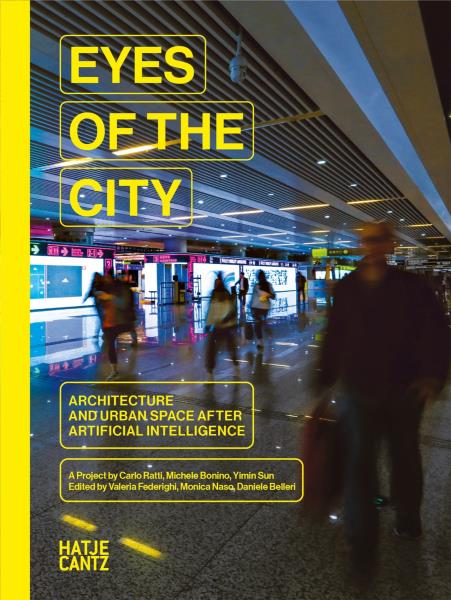 EYES
OF THE
CITY
ARCHITECTURE
AND URBAN SPACE AFTER
ARTIFICIAL INTELLIGENCE
A Project by Carlo Ratti, Michele Bonino, Yimin Sun
Edited by Valeria Federighi, Monica Naso, Daniele Belleri
HATJE
CANTZ